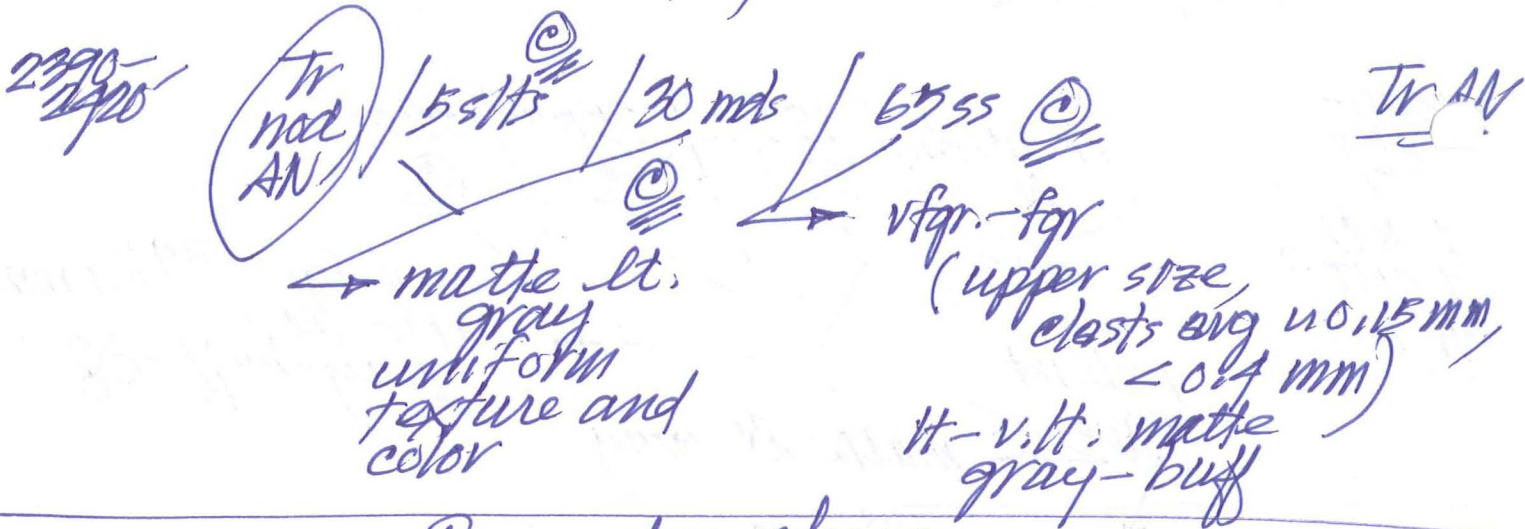 2390-
2420'
Tr
nod
AN
/ 5 slts © / 30 mds / 65 ss © Tr AN
©
vfgr.-fgr
(upper size,
clasts avg ~0.15 mm,
< 0.4 mm)
lt - v. lt. matte
gray - buff
matte lt.
gray
uniform
texture and
color